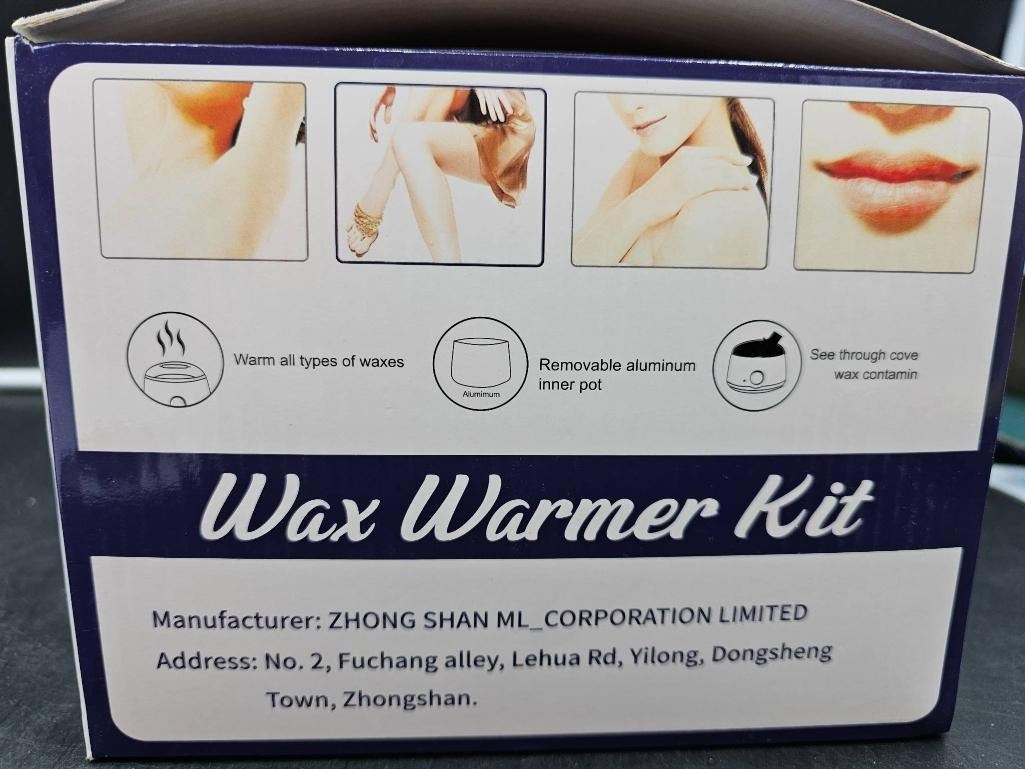 Warm all types of waxes
Alumimum
Removable aluminum
inner pot
See through cove
wax contamin
Wax Warmer Kit
Manufacturer: ZHONG SHAN ML_CORPORATION LIMITED
Address: No. 2, Fuchang alley, Lehua Rd, Yilong, Dongsheng
Town, Zhongshan.